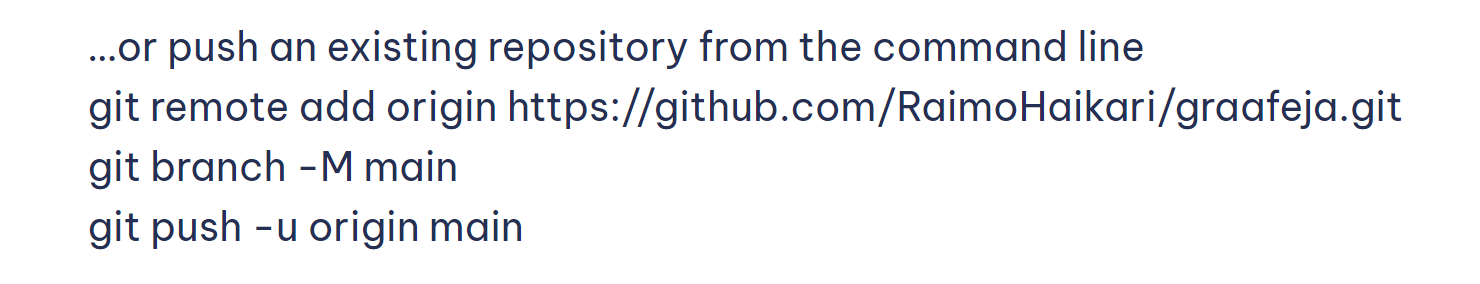 ...or push an existing repository from the command line
git remote add origin https://github.com/RaimoHaikari/graafeja.git
git branch -M main
git push -u origin main